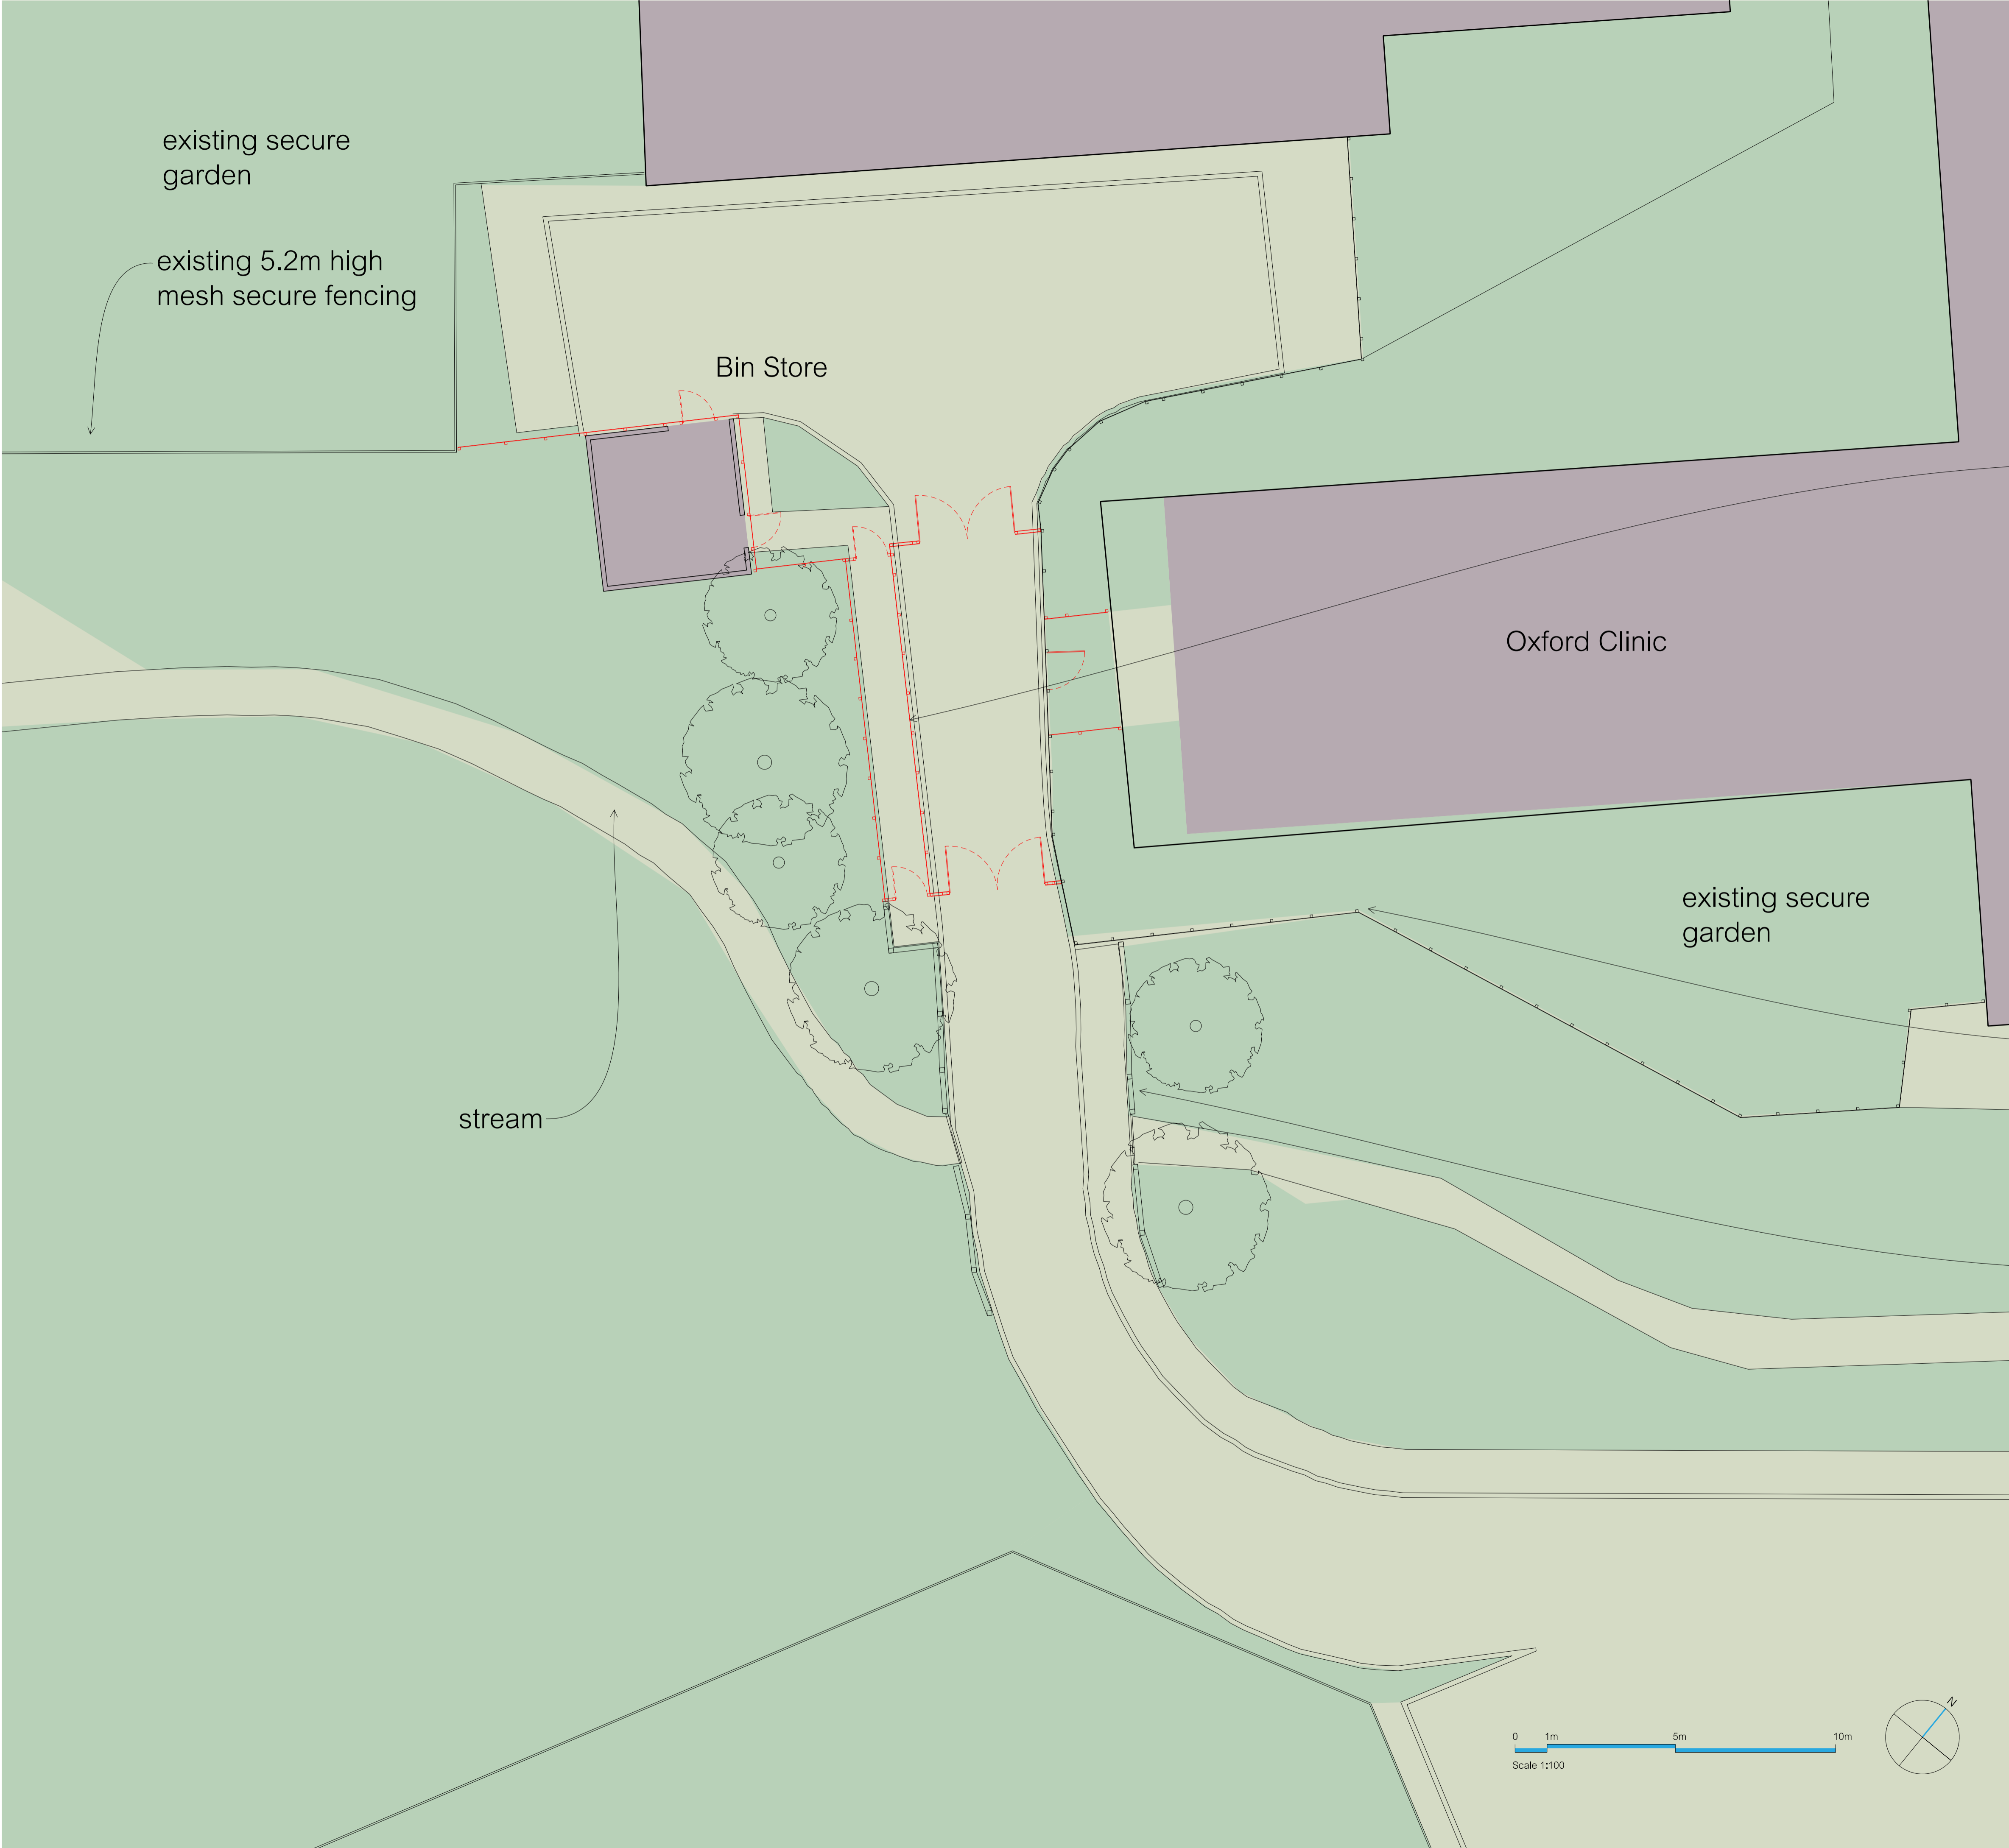 existing secure
garden
existing 5.2m high
mesh secure fencing
Bin Store
Oxford Clinic
existing secure
garden
stream
N
0 1m 5m 10m
Scale 1:100